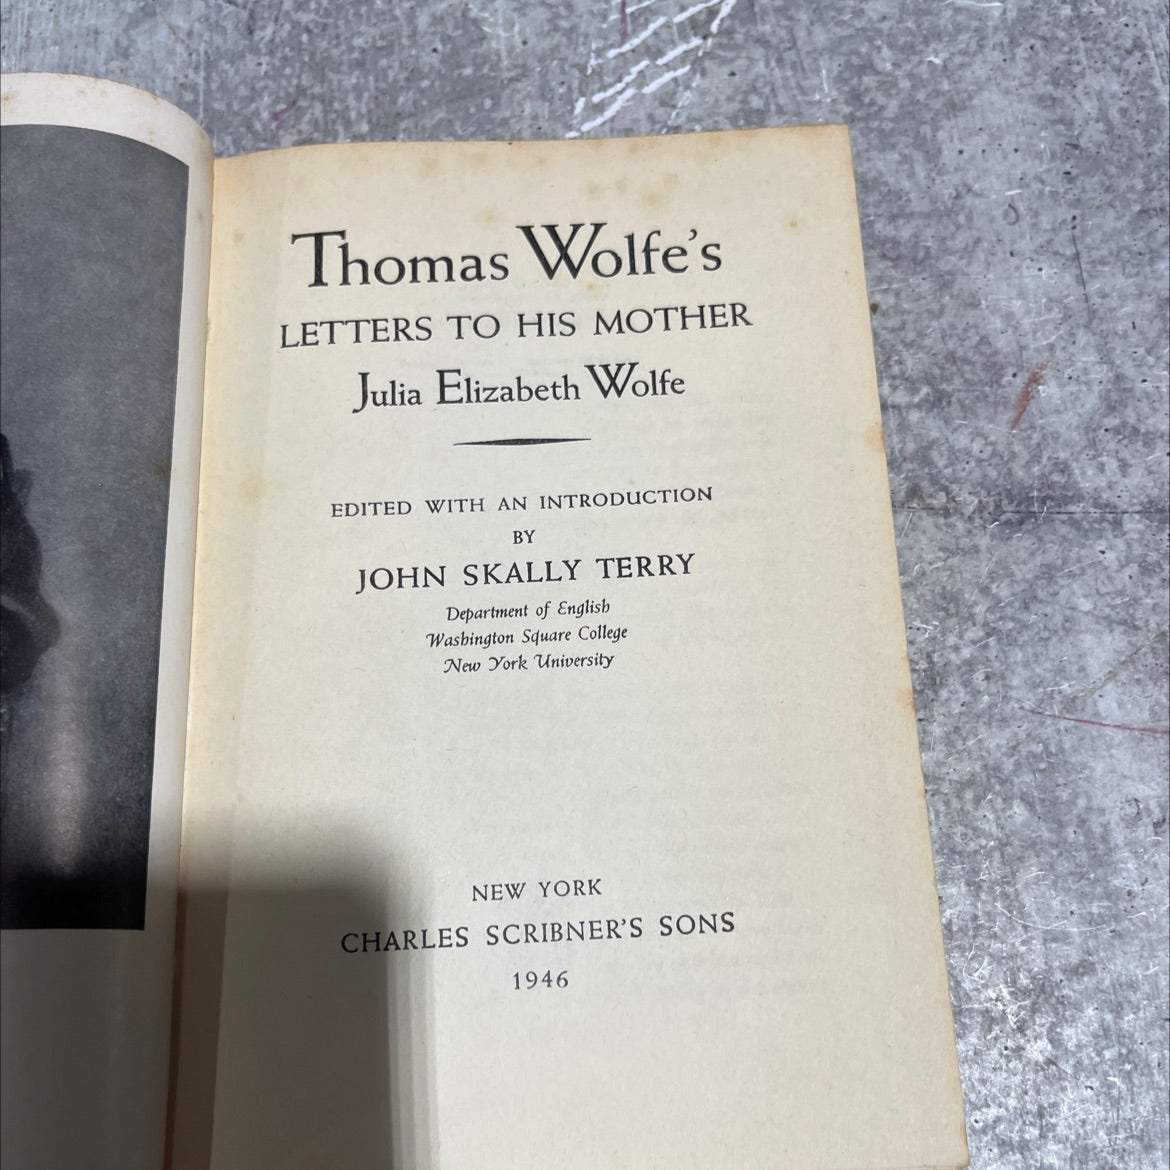 Thomas Wolfe's
LETTERS TO HIS MOTHER
Julia Elizabeth Wolfe
EDITED WITH AN INTRODUCTION
BY
JOHN SKALLY TERRY
Department of English
Washington Square College
New York University
NEW YORK
CHARLES SCRIBNER'S SONS
1946